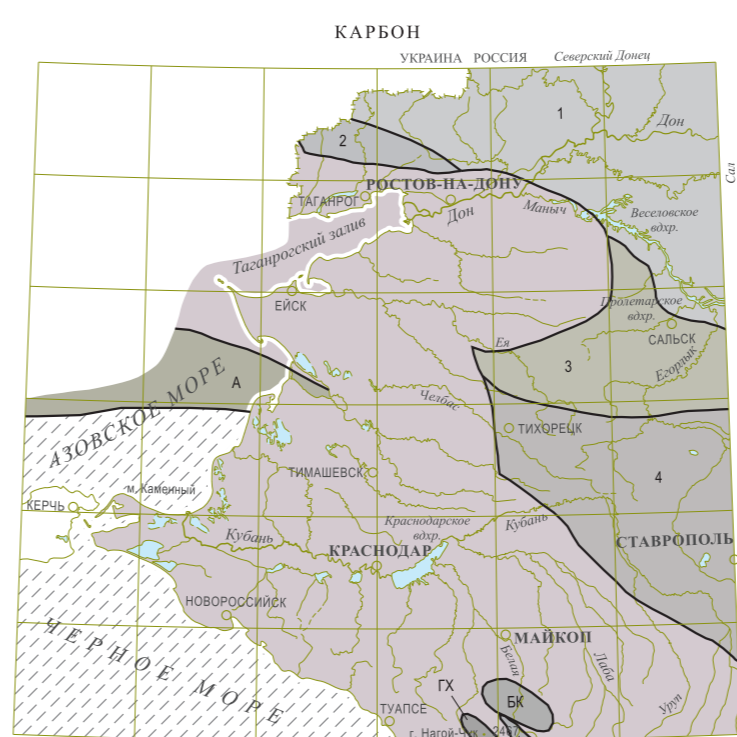 КАРБОН
УКРАИНА РОССИЯ Северский Донец
1
Дон
2
Сал
РОСТОВ-НА-ДОНУ
ТАГАНРОГ
Дон
Маныч
Веселовское
вдхр.
Таганрогский залив
ЕЙСК
Пролетарское
вдхр.
САЛЬСК
Ея
3
Егорлык
А
Челбас
АЗОВСКОЕ МОРЕ
ТИХОРЕЦК
ТИМАШЕВСК
4
м. Каменный
КЕРЧЬ
Краснодарское
вдхр.
Кубань
Кубань
КРАСНОДАР
СТАВРОПОЛЬ
НОВОРОССИЙСК
МАЙКОП
ЧЕРНОЕ МОРЕ
Белая
Лаба
Уруп
ГХ
БК
ТУАПСЕ
г. Нагой-Чук - 2467